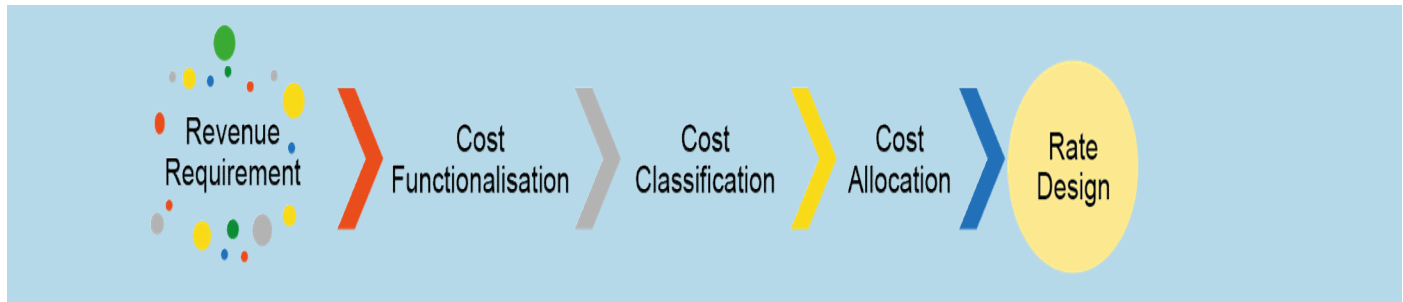 Revenue
Requirement
Cost
Functionalisation
Cost
Classification
Cost
Allocation
Rate
Design